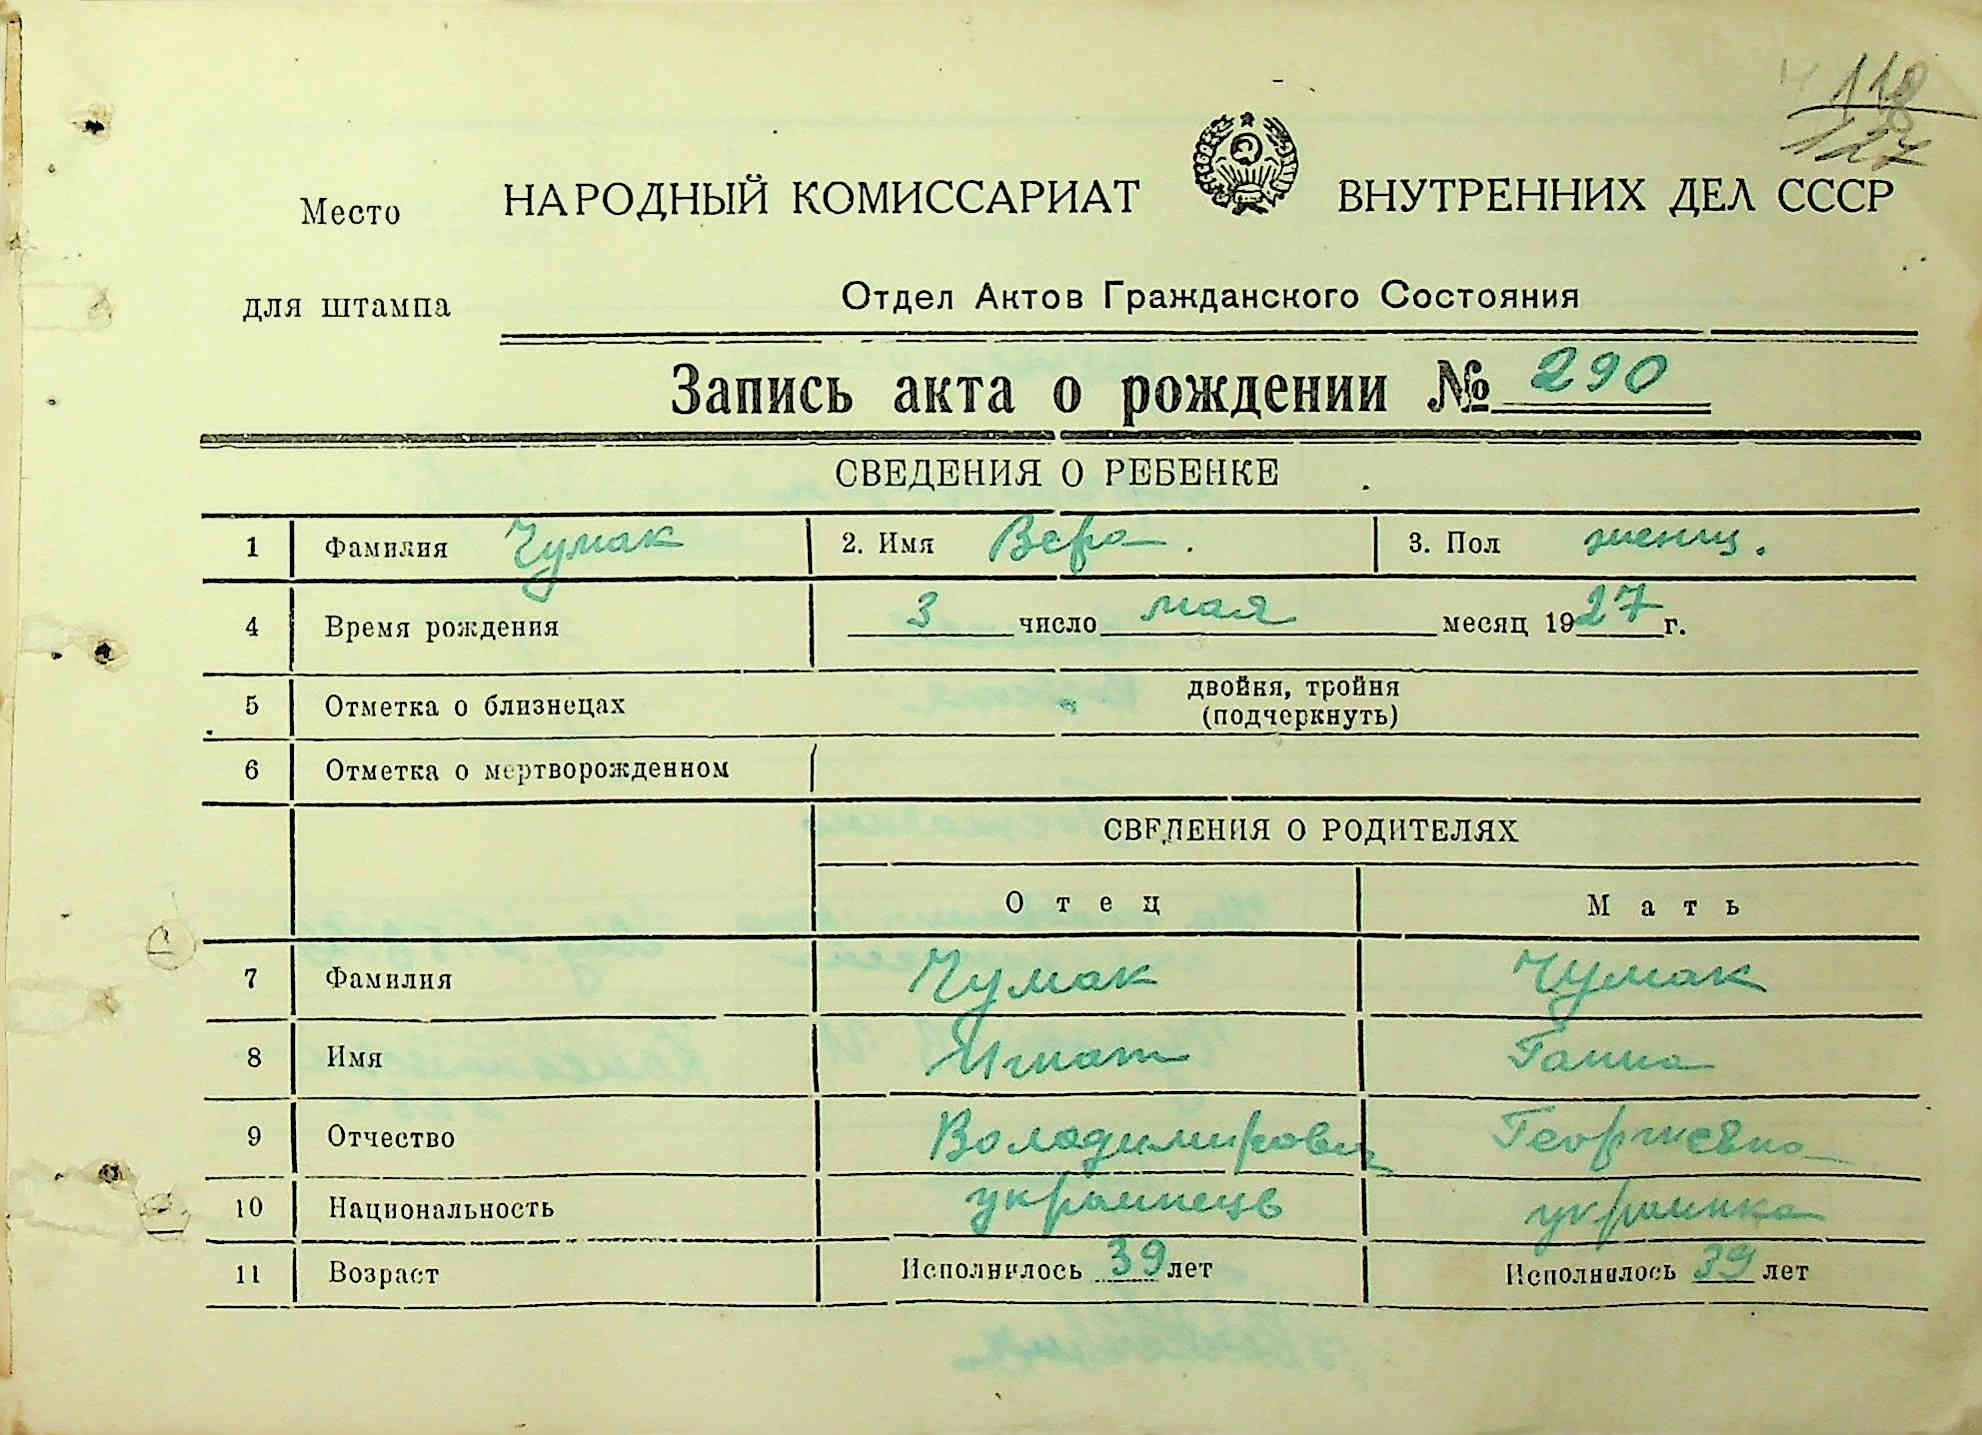 118
127
Место
для штампа
НАРОДНЫЙ КОМИССАРИАТ ВНУТРЕННИХ ДЕЛ СССР
Отдел Актов Гражданского Состояния
Запись акта о рождении № 290
СВЕДЕНИЯ О РЕБЕНКЕ
1 Фамилия Чумак 2. Имя Вера. 3. Пол женщ.
4 Время рождения 3 число мая месяц 1927 г.
5 Отметка о близнецах двойня, тройня
(подчеркнуть)
6 Отметка о мертворожденном
СВЕДЕНИЯ О РОДИТЕЛЯХ
Отец Мать
7 Фамилия Чумак Чумак
8 Имя Игнат Ганна
9 Отчество Володимирович Георгиевна
10 Национальность украинець украинка
11 Возраст Исполнилось 39 лет Исполнилось 39 лет